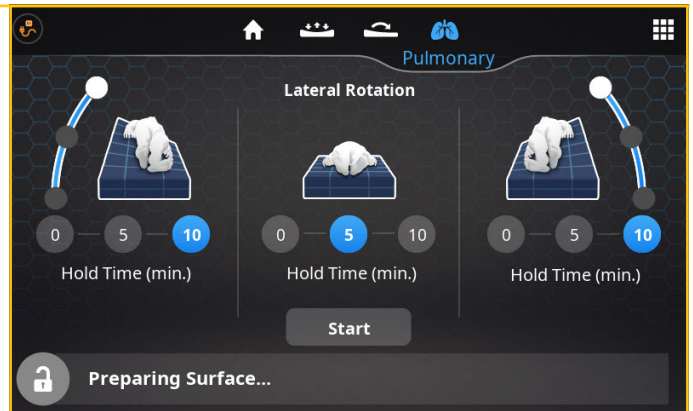 Pulmonary
Lateral Rotation
0 5 10
Hold Time (min.)
0 5 10
Hold Time (min.)
0 5 10
Hold Time (min.)
Start
Preparing Surface...